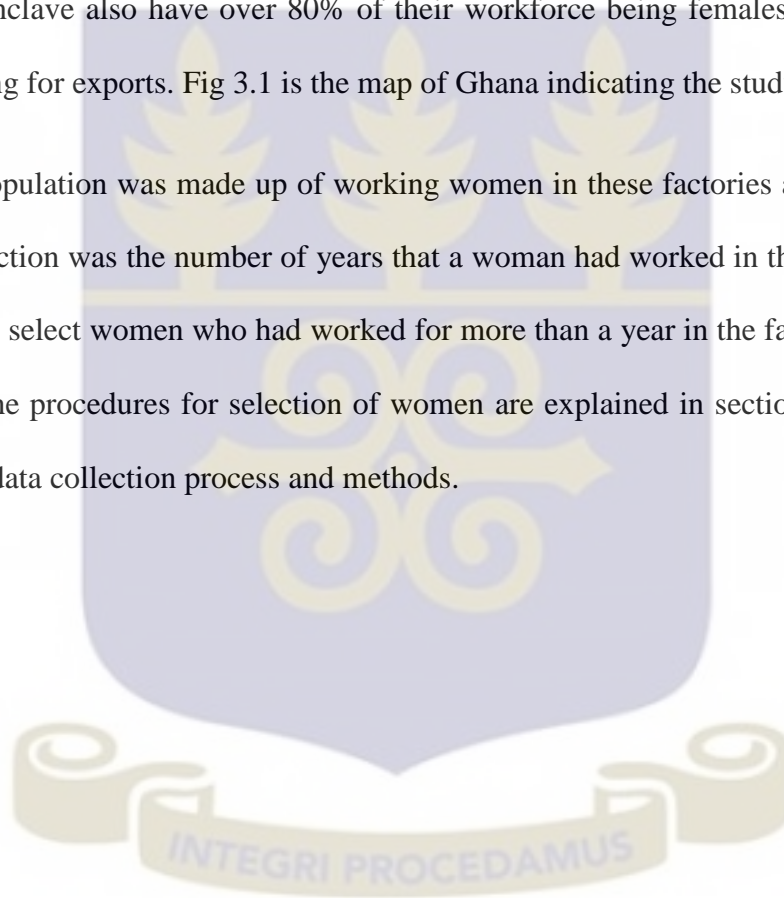 nclave also have over 80% of their workforce being females
ng for exports. Fig 3.1 is the map of Ghana indicating the stud
opulation was made up of working women in these factories a
ction was the number of years that a woman had worked in th
select women who had worked for more than a year in the fa
ne procedures for selection of women are explained in sectio
data collection process and methods.
INTEGRI PROCEDAMUS